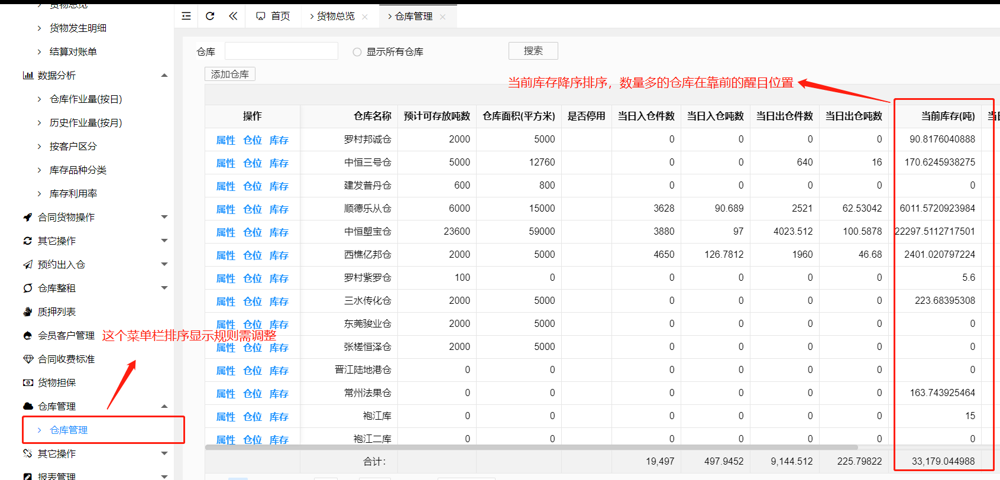 货物总览
货物发生明细
结算对账单
数据分析
仓库作业量(按日)
历史作业量(按月)
按客户区分
库存品种分类
库存利用率
合同货物操作
其它操作
预约出入仓
仓库整租
质押列表
会员客户管理
合同收费标准
货物担保
仓库管理
仓库管理
其它操作
报表管理
这个菜单栏排序显示规则需调整
首页 货物总览 仓库管理
仓库 显示所有仓库 搜索
添加仓库
当前库存降序排序，数量多的仓库在靠前的醒目位置
操作 仓库名称 预计可存放吨数 仓库面积(平方米) 是否停用 当日入仓件数 当日入仓吨数 当日出仓件数 当日出仓吨数 当前库存(吨) 当日
属性 仓位 库存 罗村邦诚仓 2000 5000 0 0 0 0 90.8176040888
属性 仓位 库存 中恒三号仓 5000 12760 0 0 640 16 170.6245938275
属性 仓位 库存 建发普丹仓 600 800 0 0 0 0 0
属性 仓位 库存 顺德乐从仓 6000 15000 3628 90.689 2521 62.53042 6011.5720923984
属性 仓位 库存 中恒塱宝仓 23600 59000 3880 97 4023.512 100.5878 22297.5112717501
属性 仓位 库存 西樵亿邦仓 2000 5000 4650 126.7812 1960 46.68 2401.020797224
属性 仓位 库存 罗村紫罗仓 100 0 0 0 0 0 5.6
属性 仓位 库存 三水传化仓 2000 5000 0 0 0 0 223.68395308
属性 仓位 库存 东莞骏业仓 2000 5000 0 0 0 0 0
属性 仓位 库存 张槎恒泽仓 2000 5000 0 0 0 0 0
属性 仓位 库存 晋江陆地港仓 0 0 0 0 0 0 0
属性 仓位 库存 常州法果仓 0 0 0 0 0 0 163.743925464
属性 仓位 库存 袍江库 0 0 0 0 0 0 15
属性 仓位 库存 袍江二库 0 0 0 0 0 0 0
合计： 19,497 497.9452 9,144.512 225.79822 33,179.044988